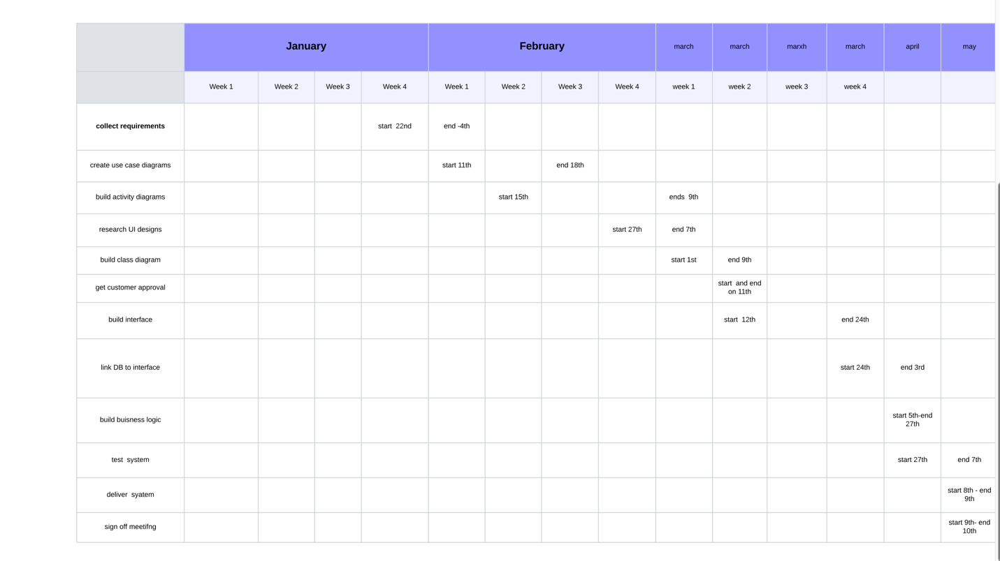 January February march march marxh march april may
Week 1 Week 2 Week 3 Week 4 Week 1 Week 2 Week 3 Week 4 week 1 week 2 week 3 week 4
collect requirements start 22nd end -4th
create use case diagrams start 11th end 18th
build activity diagrams start 15th ends 9th
research UI designs start 27th end 7th
build class diagram start 1st end 9th
get customer approval start and end
on 11th
build interface start 12th end 24th
link DB to interface start 24th end 3rd
build buisness logic start 5th-end
27th
test system start 27th end 7th
deliver syatem start 8th - end
9th
sign off meetifng start 9th- end
10th